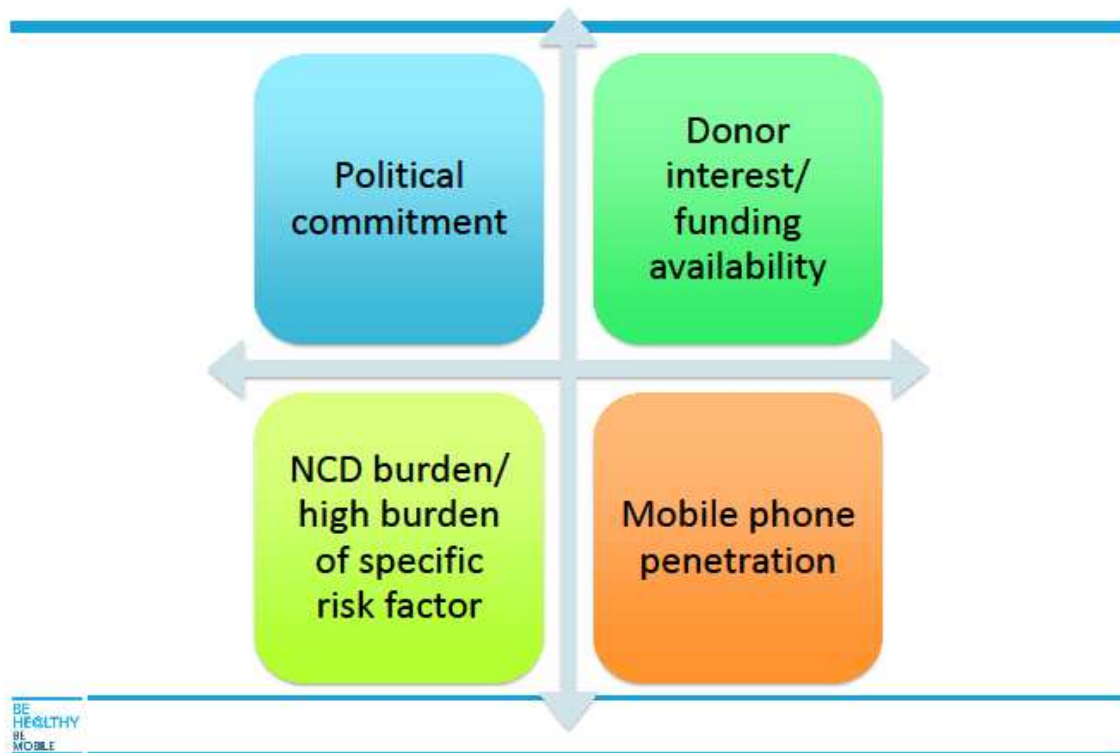 Political
commitment
Donor
interest/
funding
availability
NCD burden/
high burden
of specific
risk factor
Mobile phone
penetration
BE
HEALTHY
BE
MOBILE